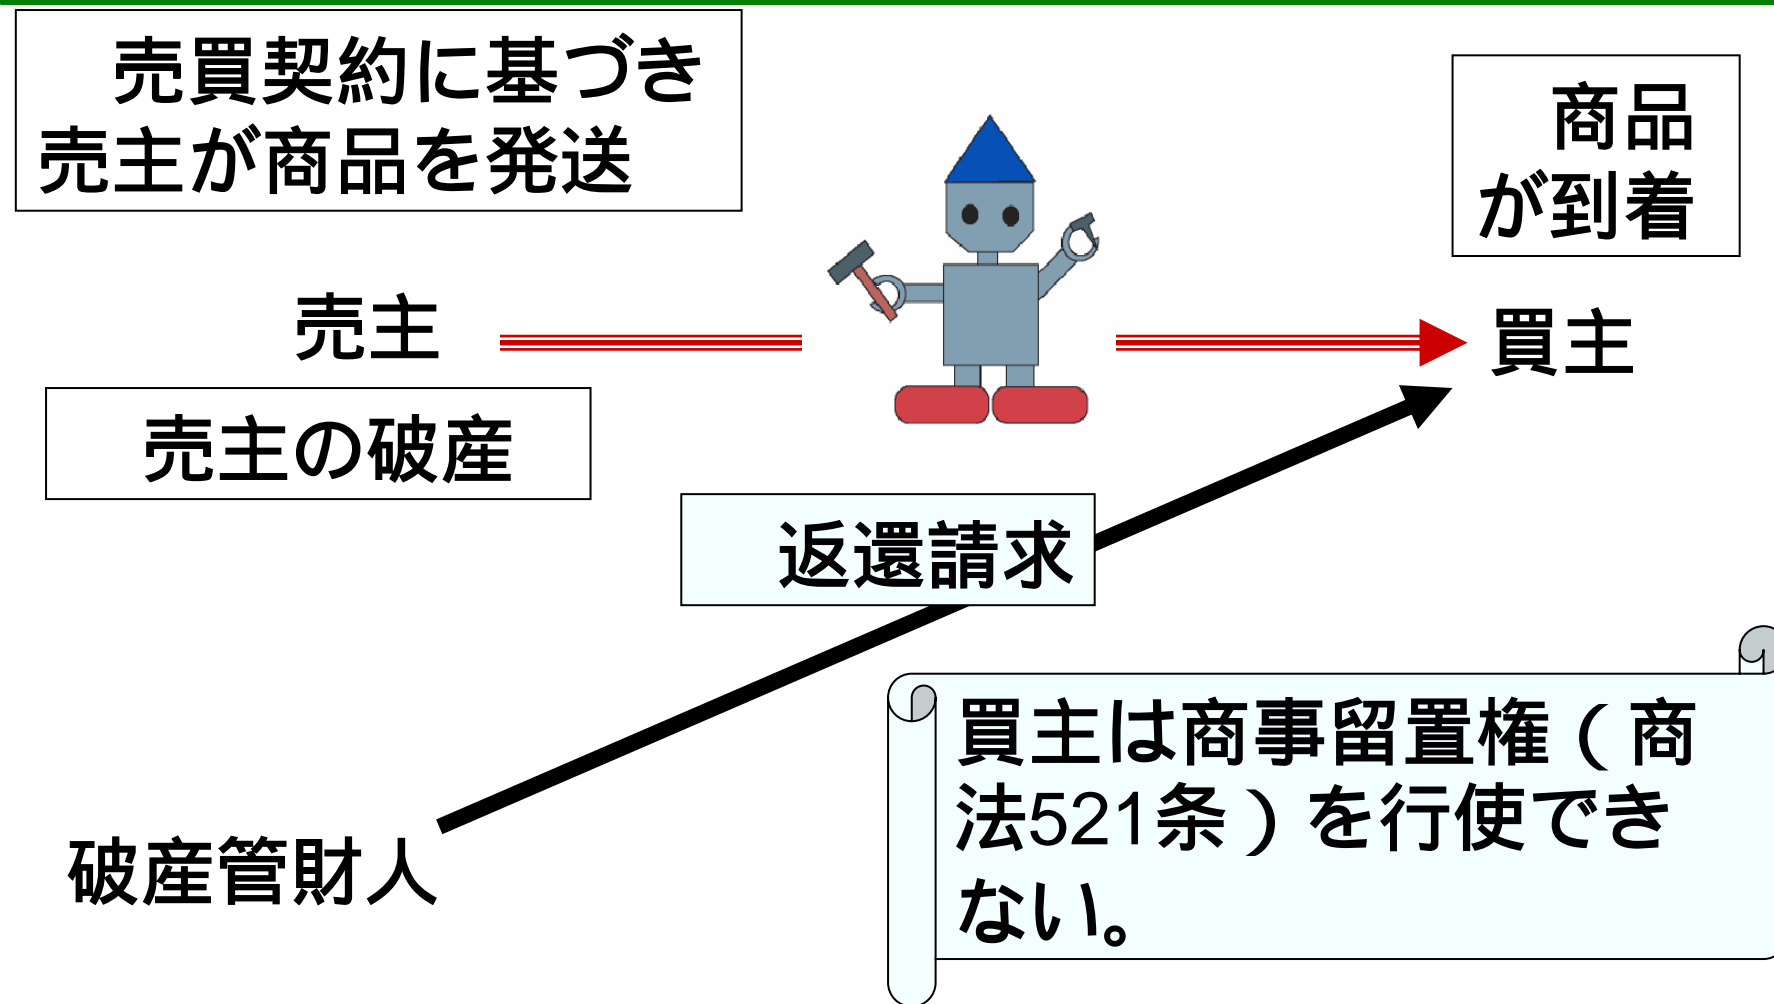 売買契約に基づき
売主が商品を発送
商品
が到着
売主
買主
売主の破産
返還請求
破産管財人
買主は商事留置権(商
法521条)を行使でき
ない。